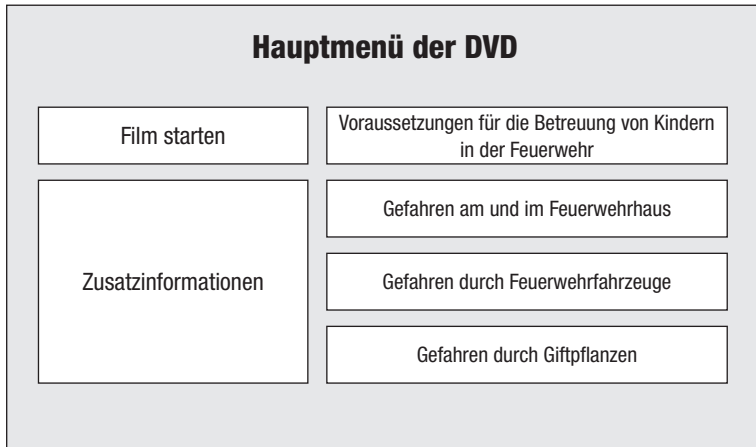 Hauptmenü der DVD
Film starten
Voraussetzungen für die Betreuung von Kindern
in der Feuerwehr
Zusatzinformationen
Gefahren am und im Feuerwehrhaus
Gefahren durch Feuerwehrfahrzeuge
Gefahren durch Giftpflanzen